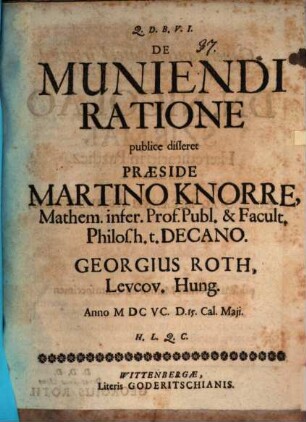 Q. D. B. V. I.
DE 37.
MUNIENDI
RATIONE
publice disseret
PRÆSIDE
MARTINO KNORRE,
Mathem. infer. Prof. Publ. & Facult.
Philos. h. t. DECANO.
GEORGIUS ROTH,
Levcov. Hung.
Anno M DC VC. D. 15. Cal. Maji.
H. L. Q. C.
WITTENBERGÆ,
Literis GODERITSCHIANIS.